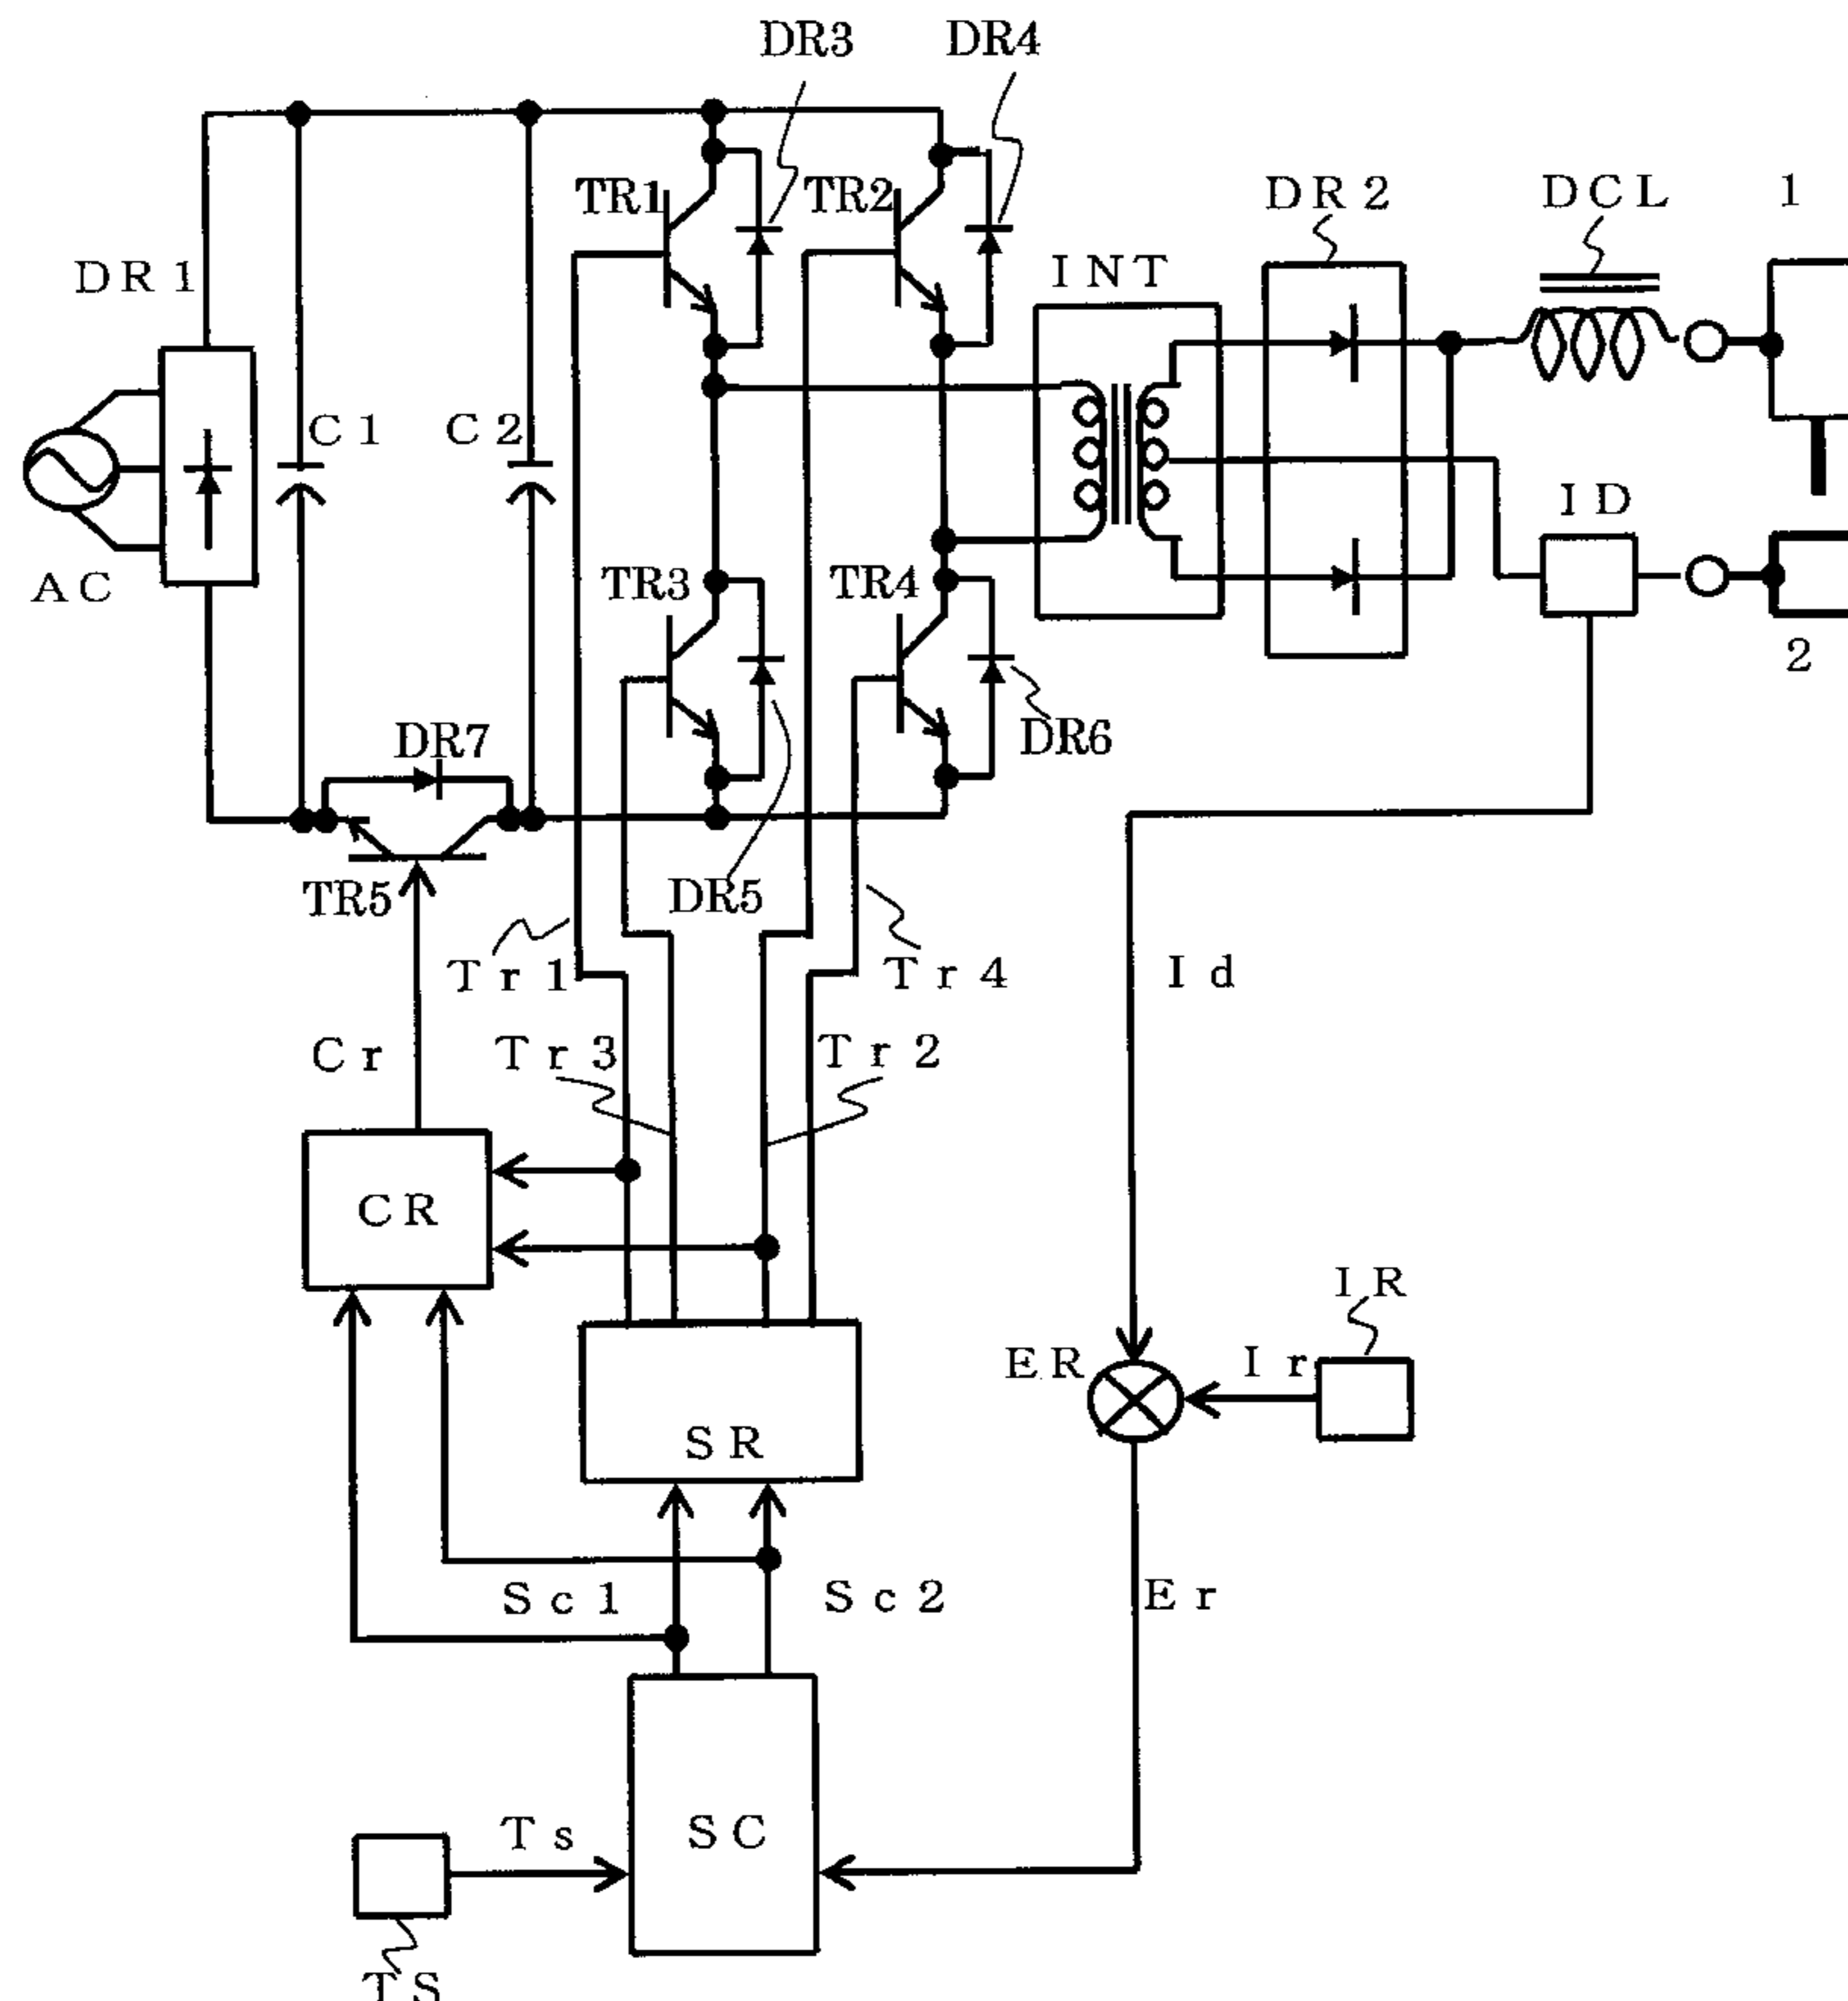 DR3
DR4
TR1
TR2
DR2
DCL
1
DR1
INT
C1
C2
ID
AC
TR3
TR4
2
DR7
DR6
TR5
DR5
Tr1
Tr4
Id
Cr
Tr3
Tr2
CR
IR
ER
Ir
SR
Sc1
Sc2
Er
Ts
SC
TS